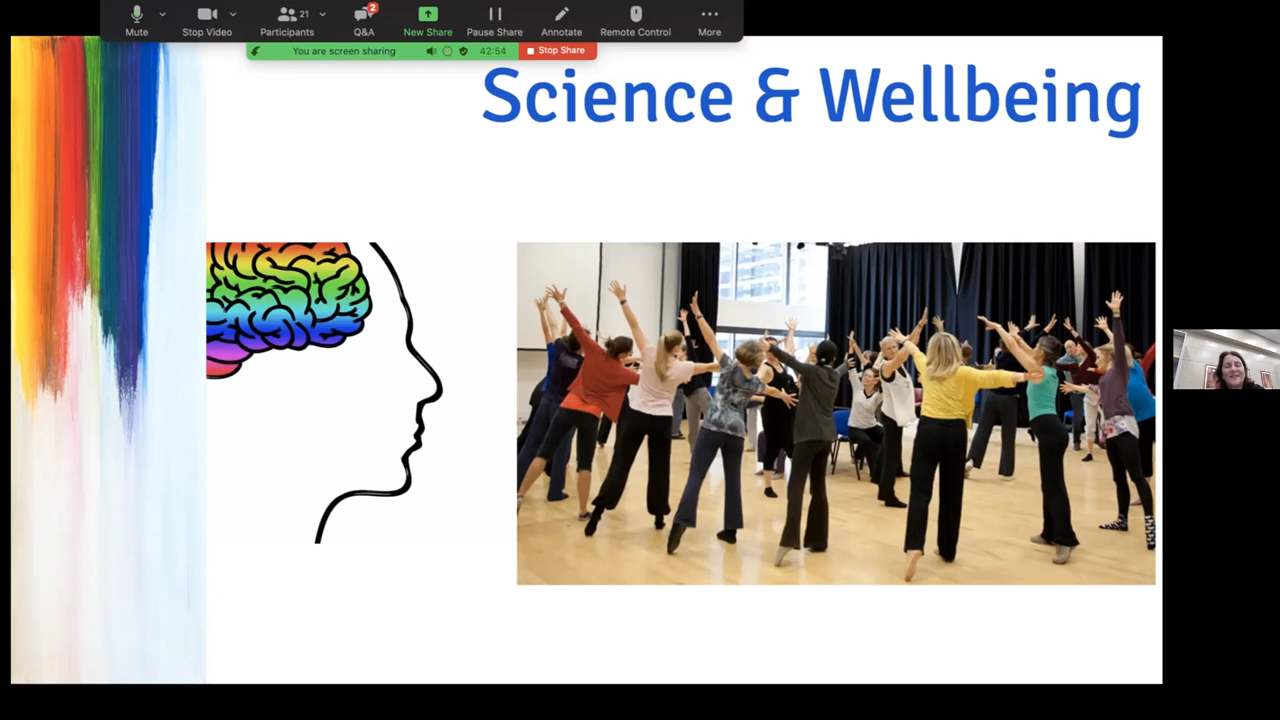 21
2
Mute
Stop Video
Participants
Q&A
New Share
Pause Share
Annotate
Remote Control
More
You are screen sharing
42:54
Stop Share
Science & Wellbeing